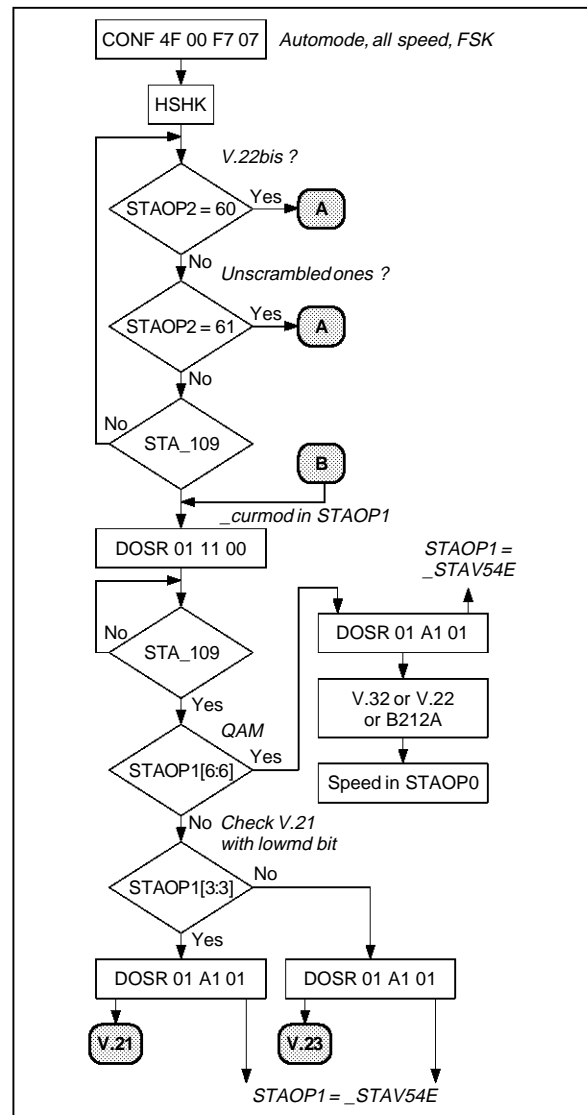 CONF 4F 00 F7 07
Automode, all speed, FSK
HSHK
V.22bis ?
STAOP2 = 60
Yes
A
No
Unscrambled ones ?
STAOP2 = 61
Yes
A
No
No
STA_109
B
_curmod in STAOP1
DOSR 01 11 00
STAOP1 =
_STAV54E
No
STA_109
DOSR 01 A1 01
Yes
V.32 or V.22
or B212A
QAM
STAOP1[6:6]
Yes
Speed in STAOP0
No
Check V.21
with lowmd bit
STAOP1[3:3]
No
Yes
DOSR 01 A1 01
DOSR 01 A1 01
V.21
V.23
STAOP1 = _STAV54E